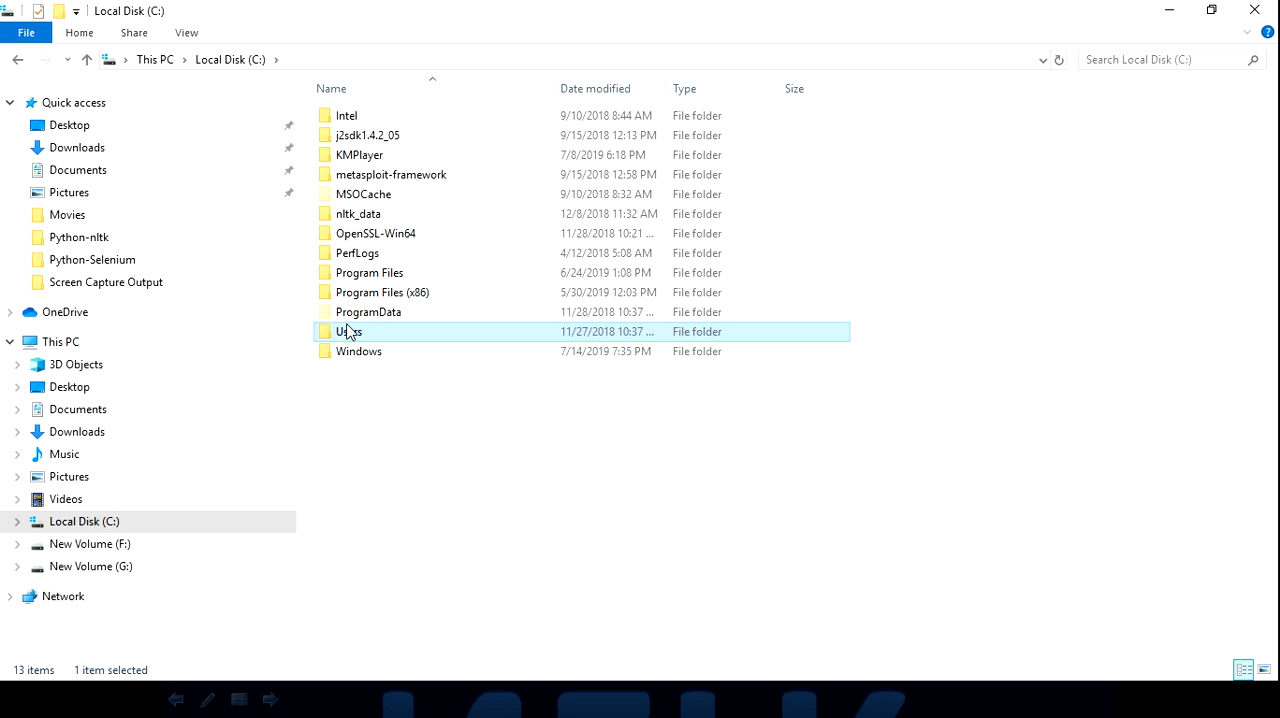 Local Disk (C:)
File Home Share View
This PC Local Disk (C:) Search Local Disk (C:)
Name Date modified Type Size
Quick access
Desktop
Downloads
Documents
Pictures
Movies
Python-nltk
Python-Selenium
Screen Capture Output
OneDrive
This PC
3D Objects
Desktop
Documents
Downloads
Music
Pictures
Videos
Local Disk (C:)
New Volume (F:)
New Volume (G:)
Network
Intel 9/10/2018 8:44 AM File folder
j2sdk1.4.2_05 9/15/2018 12:13 PM File folder
KMPlayer 7/8/2019 6:18 PM File folder
metasploit-framework 9/15/2018 12:58 PM File folder
MSOCache 9/10/2018 8:32 AM File folder
nltk_data 12/8/2018 11:32 AM File folder
OpenSSL-Win64 11/28/2018 10:21 ... File folder
PerfLogs 4/12/2018 5:08 AM File folder
Program Files 6/24/2019 1:08 PM File folder
Program Files (x86) 5/30/2019 12:03 PM File folder
ProgramData 11/28/2018 10:37 ... File folder
Users 11/27/2018 10:37 ... File folder
Windows 7/14/2019 7:35 PM File folder
13 items 1 item selected